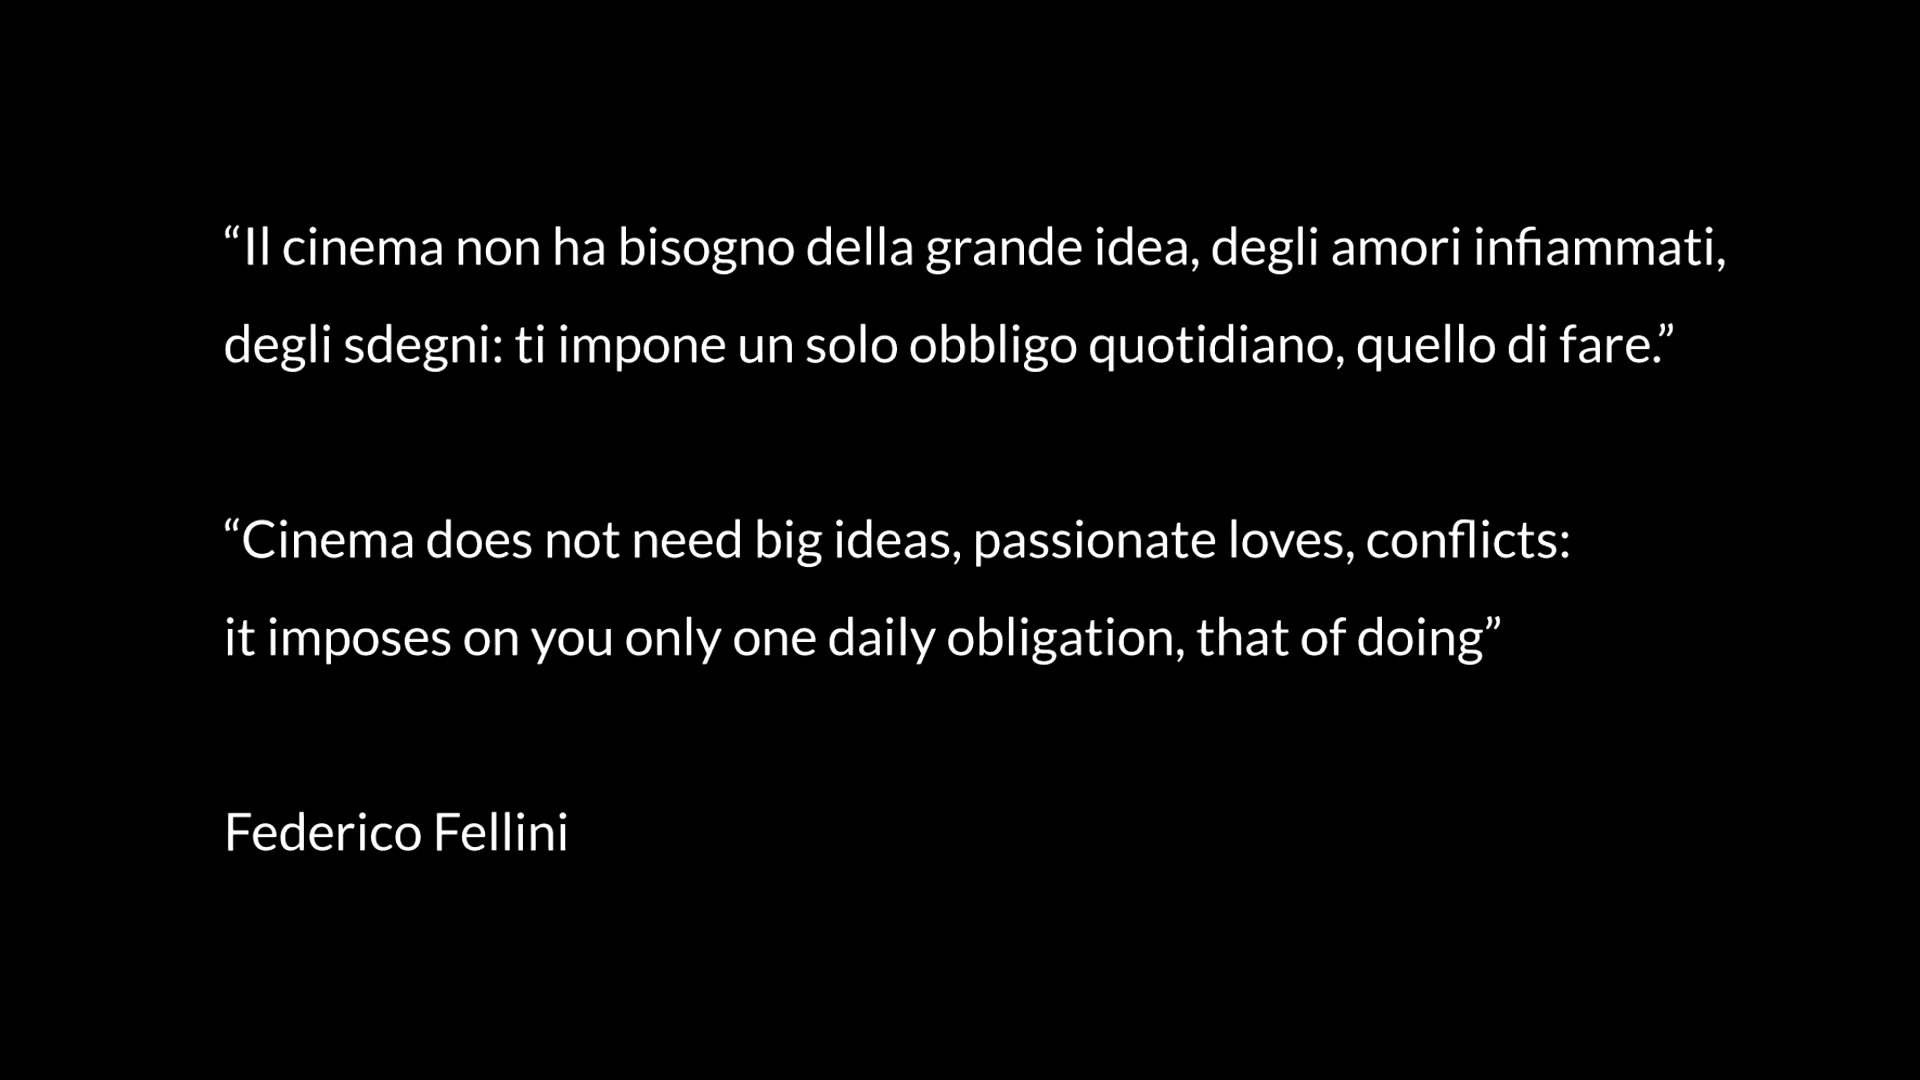 “Il cinema non ha bisogno della grande idea, degli amori infiammati,
degli sdegni: ti impone un solo obbligo quotidiano, quello di fare.”
“Cinema does not need big ideas, passionate loves, conflicts:
it imposes on you only one daily obligation, that of doing”
Federico Fellini